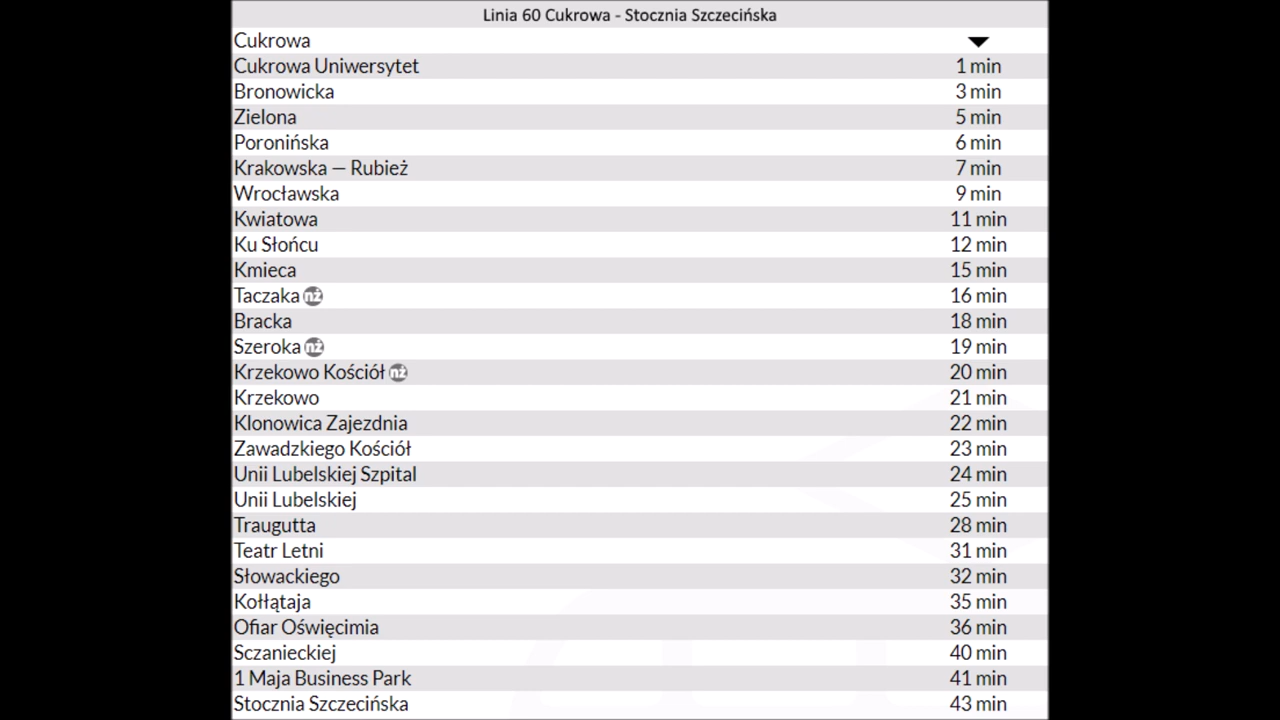 Linia 60 Cukrowa - Stocznia Szczecińska
Cukrowa
Cukrowa Uniwersytet 1 min
Bronowicka 3 min
Zielona 5 min
Poronińska 6 min
Krakowska — Rubież 7 min
Wrocławska 9 min
Kwiatowa 11 min
Ku Słońcu 12 min
Kmieca 15 min
Taczaka nż 16 min
Bracka 18 min
Szeroka nż 19 min
Krzekowo Kościół nż 20 min
Krzekowo 21 min
Klonowica Zajezdnia 22 min
Zawadzkiego Kościół 23 min
Unii Lubelskiej Szpital 24 min
Unii Lubelskiej 25 min
Traugutta 28 min
Teatr Letni 31 min
Słowackiego 32 min
Kołłątaja 35 min
Ofiar Oświęcimia 36 min
Sczanieckiej 40 min
1 Maja Business Park 41 min
Stocznia Szczecińska 43 min